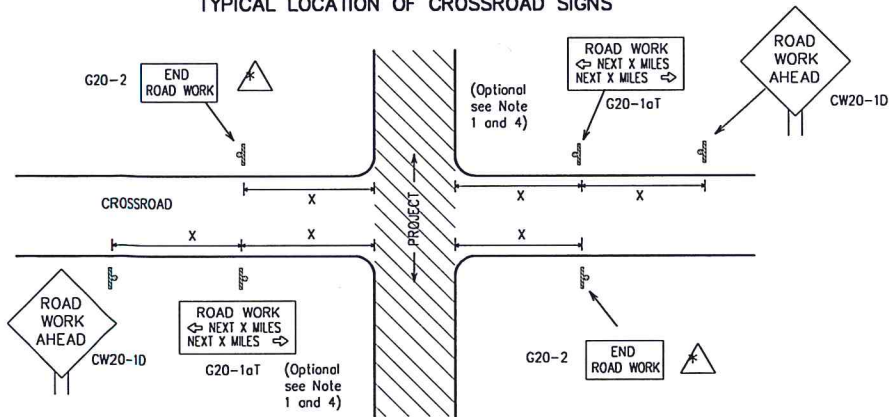 TYPICAL LOCATION OF CROSSROAD SIGNS
G20-2
END
ROAD WORK
*
(Optional
see Note
1 and 4)
ROAD WORK
⇦ NEXT X MILES
NEXT X MILES ⇨
G20-1aT
ROAD
WORK
AHEAD
CW20-1D
X
X
X
CROSSROAD
PROJECT
X
X
X
ROAD
WORK
AHEAD
CW20-1D
ROAD WORK
⇦ NEXT X MILES
NEXT X MILES ⇨
G20-1aT
(Optional
see Note
1 and 4)
G20-2
END
ROAD WORK
*